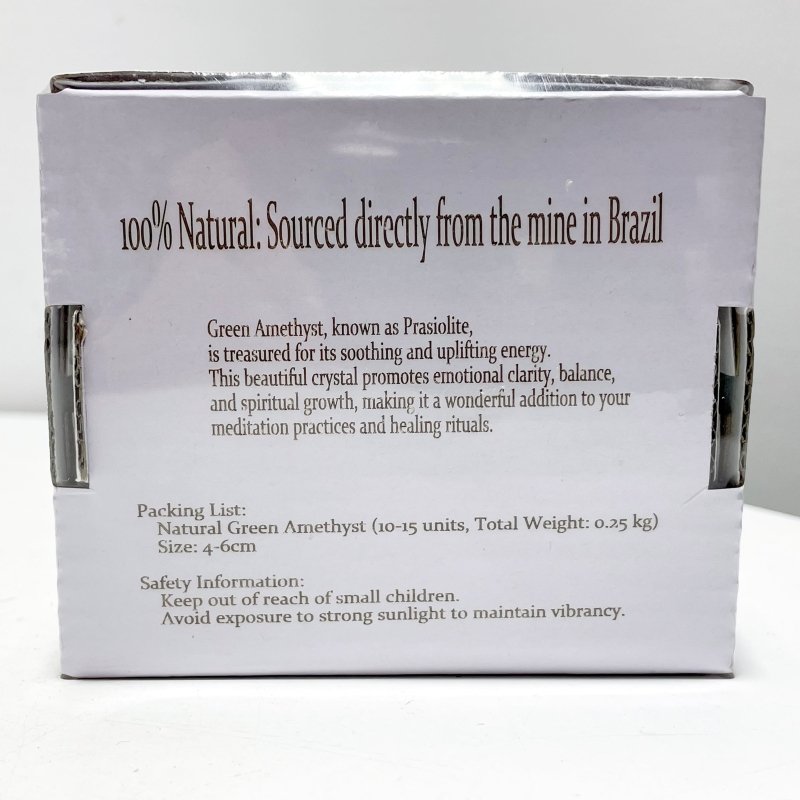 100% Natural: Sourced directly from the mine in Brazil
Green Amethyst, known as Prasiolite,
is treasured for its soothing and uplifting energy.
This beautiful crystal promotes emotional clarity, balance,
and spiritual growth, making it a wonderful addition to your
meditation practices and healing rituals.
Packing List:
Natural Green Amethyst (10-15 units, Total Weight: 0.25 kg)
Size: 4-6cm
Safety Information:
Keep out of reach of small children.
Avoid exposure to strong sunlight to maintain vibrancy.